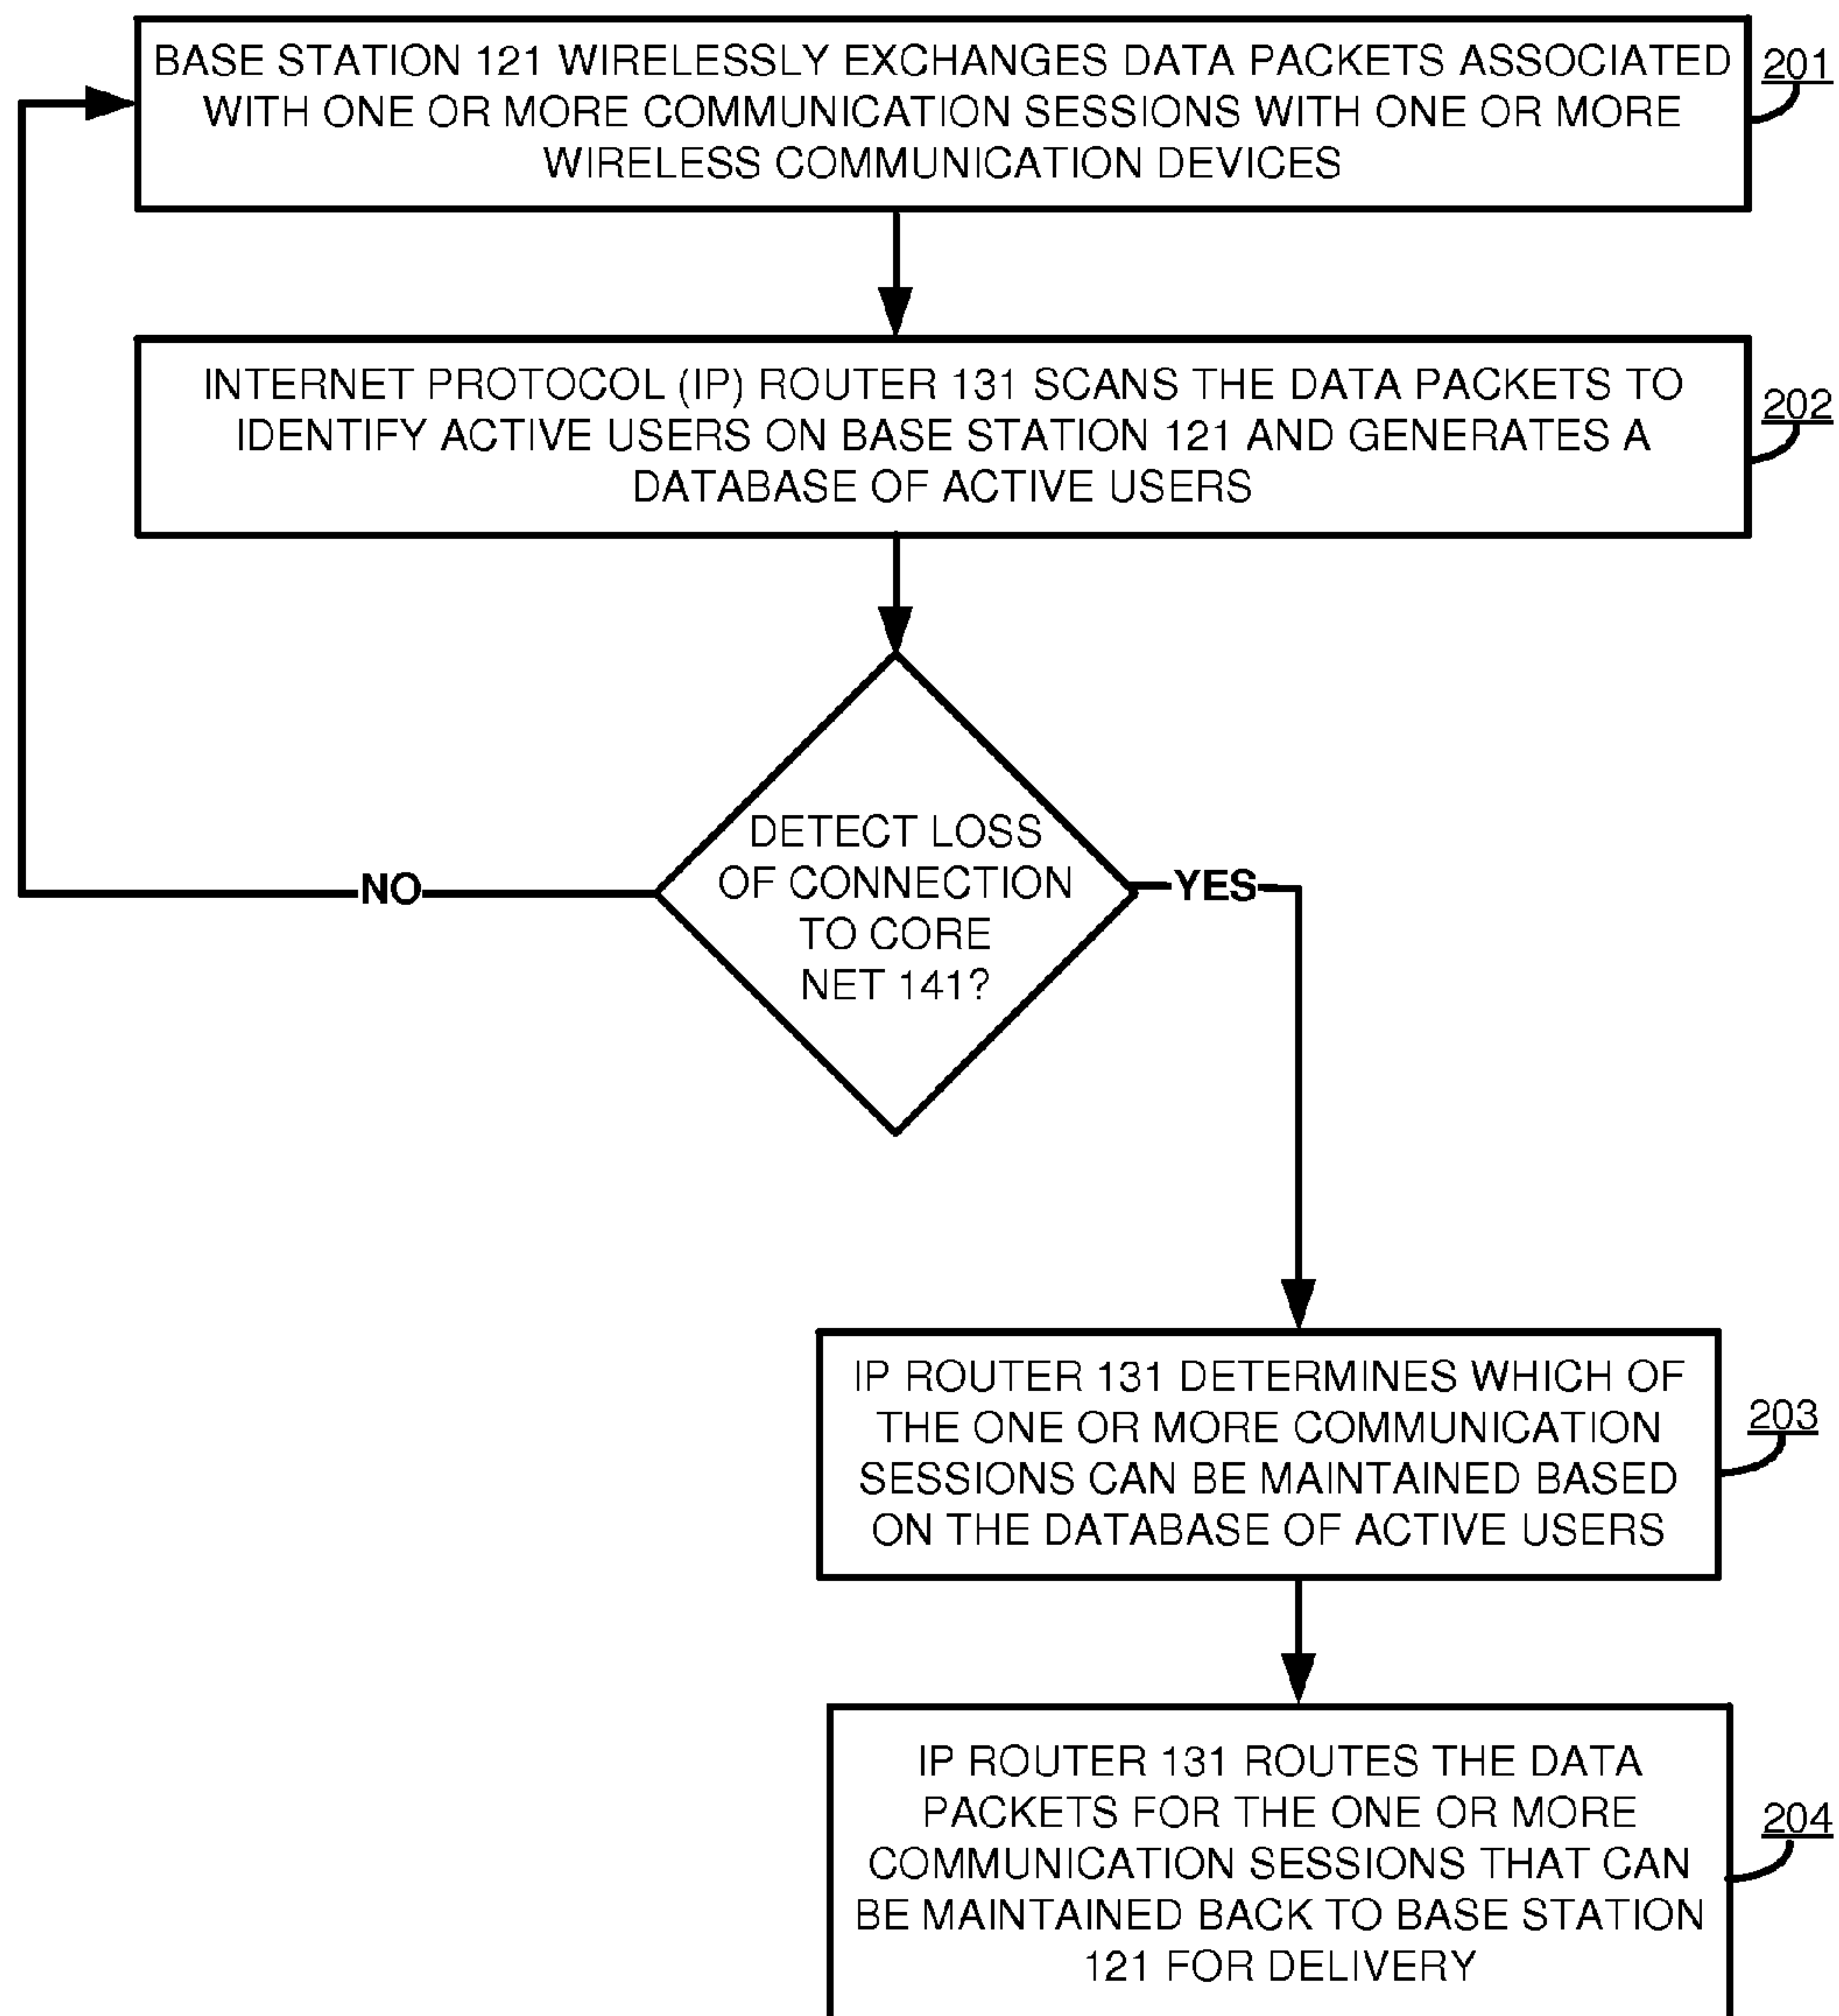 BASE STATION 121 WIRELESSLY EXCHANGES DATA PACKETS ASSOCIATED
WITH ONE OR MORE COMMUNICATION SESSIONS WITH ONE OR MORE
WIRELESS COMMUNICATION DEVICES
201
INTERNET PROTOCOL (IP) ROUTER 131 SCANS THE DATA PACKETS TO
IDENTIFY ACTIVE USERS ON BASE STATION 121 AND GENERATES A
DATABASE OF ACTIVE USERS
202
DETECT LOSS
OF CONNECTION
TO CORE
NET 141?
NO
YES
IP ROUTER 131 DETERMINES WHICH OF
THE ONE OR MORE COMMUNICATION
SESSIONS CAN BE MAINTAINED BASED
ON THE DATABASE OF ACTIVE USERS
203
IP ROUTER 131 ROUTES THE DATA
PACKETS FOR THE ONE OR MORE
COMMUNICATION SESSIONS THAT CAN
BE MAINTAINED BACK TO BASE STATION
121 FOR DELIVERY
204